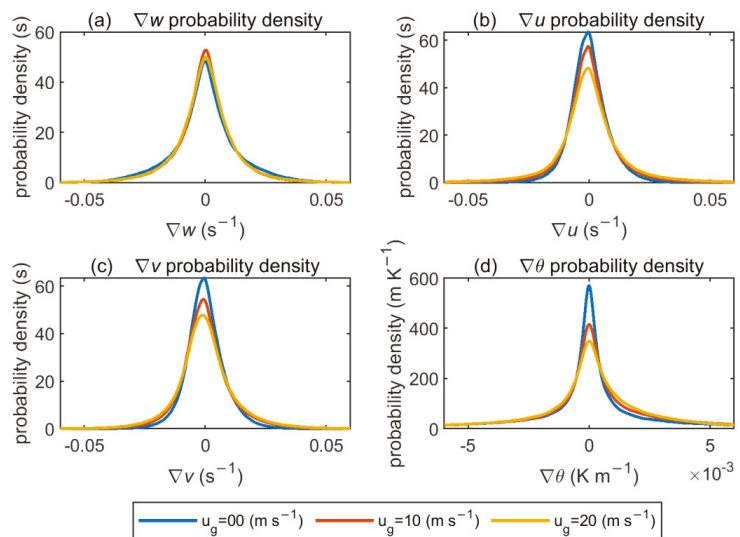 (a) ∇w probability density
probability density (s)
60
40
20
0
-0.05 0 0.05
∇w (s⁻¹)
(b) ∇u probability density
probability density (s)
60
40
20
0
-0.05 0 0.05
∇u (s⁻¹)
(c) ∇v probability density
probability density (s)
60
40
20
0
-0.05 0 0.05
∇v (s⁻¹)
(d) ∇θ probability density
probability density (m K⁻¹)
600
400
200
0
-5 0 5
∇θ (K m⁻¹) ×10⁻³
u_g=00 (m s⁻¹) u_g=10 (m s⁻¹) u_g=20 (m s⁻¹)